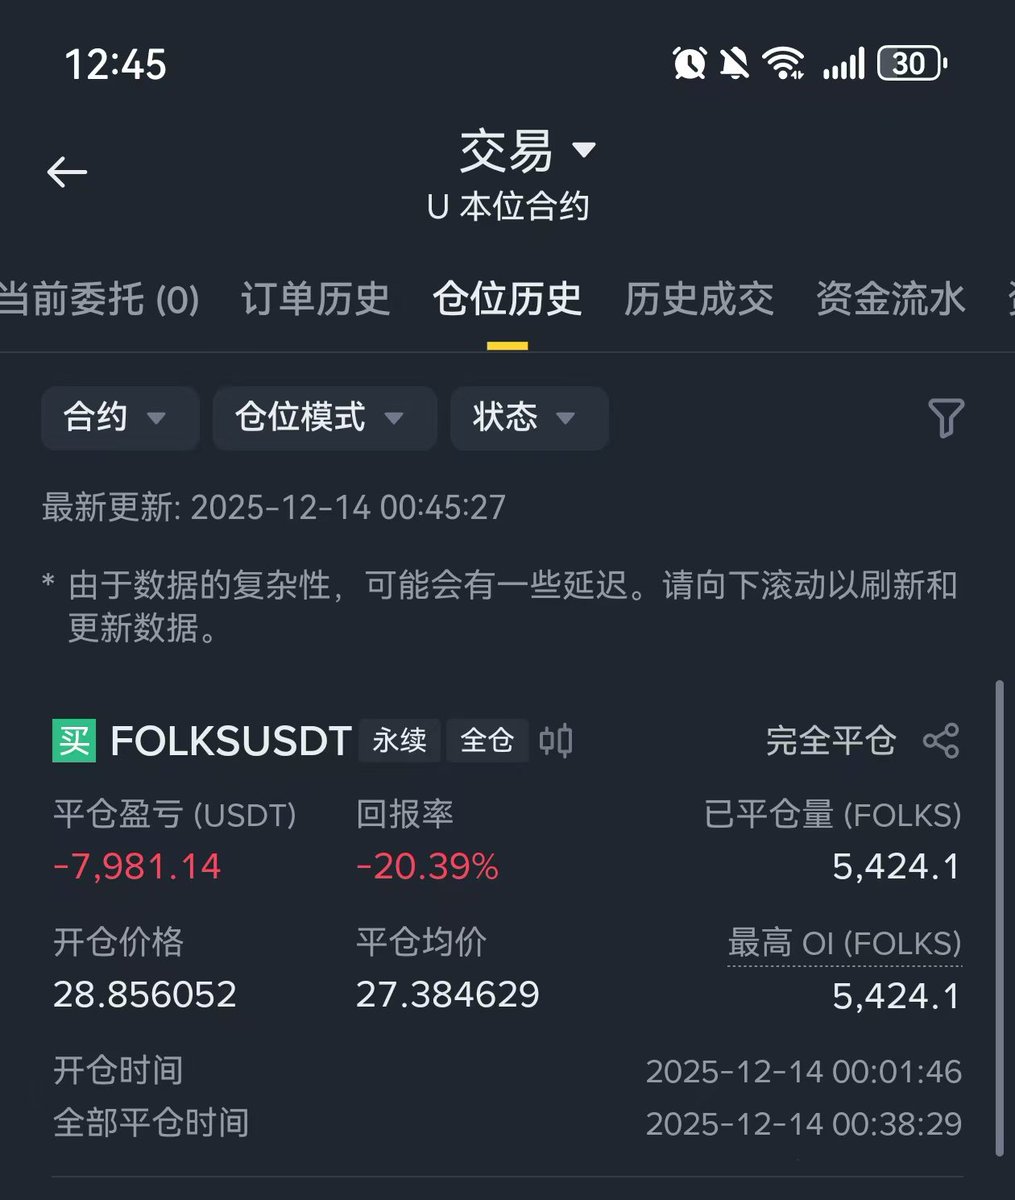 12:45
30
交易
U 本位合约
当前委托 (0) 订单历史 仓位历史 历史成交 资金流水
合约 仓位模式 状态
最新更新: 2025-12-14 00:45:27
* 由于数据的复杂性，可能会有一些延迟。请向下滚动以刷新和
更新数据。
买 FOLKSUSDT 永续 全仓 完全平仓
平仓盈亏 (USDT) 回报率 已平仓量 (FOLKS)
-7,981.14 -20.39% 5,424.1
开仓价格 平仓均价 最高 OI (FOLKS)
28.856052 27.384629 5,424.1
开仓时间 2025-12-14 00:01:46
全部平仓时间 2025-12-14 00:38:29